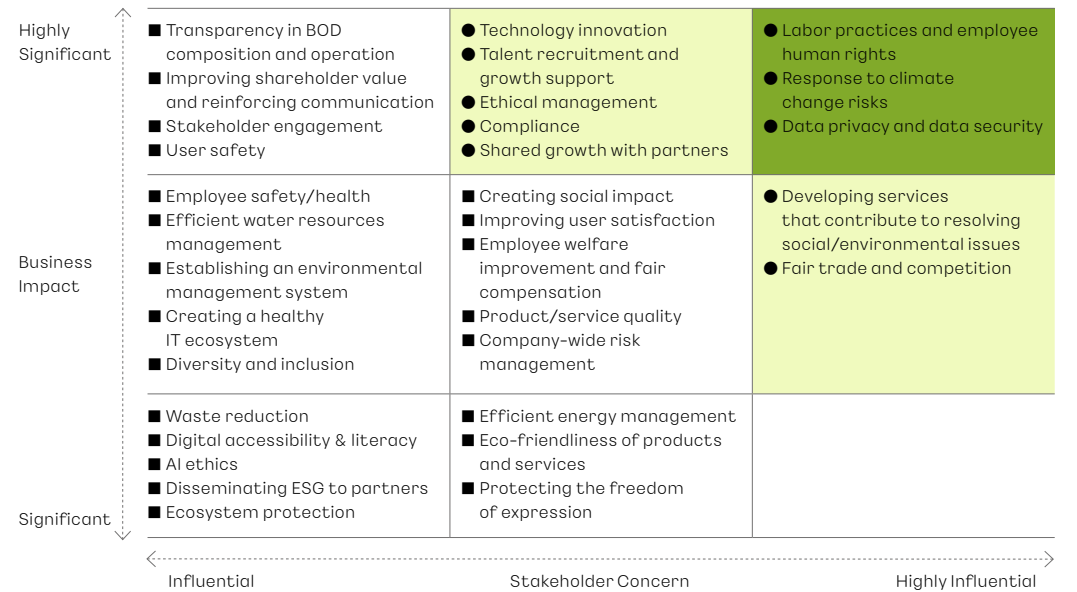 Highly
Significant
■ Transparency in BOD
composition and operation
■ Improving shareholder value
and reinforcing communication
■ Stakeholder engagement
■ User safety
● Technology innovation
● Talent recruitment and
growth support
● Ethical management
● Compliance
● Shared growth with partners
● Labor practices and employee
human rights
● Response to climate
change risks
● Data privacy and data security
Business
Impact
■ Employee safety/health
■ Efficient water resources
management
■ Establishing an environmental
management system
■ Creating a healthy
IT ecosystem
■ Diversity and inclusion
■ Creating social impact
■ Improving user satisfaction
■ Employee welfare
improvement and fair
compensation
■ Product/service quality
■ Company-wide risk
management
● Developing services
that contribute to resolving
social/environmental issues
● Fair trade and competition
Significant
■ Waste reduction
■ Digital accessibility & literacy
■ AI ethics
■ Disseminating ESG to partners
■ Ecosystem protection
■ Efficient energy management
■ Eco-friendliness of products
and services
■ Protecting the freedom
of expression
Influential
Stakeholder Concern
Highly Influential